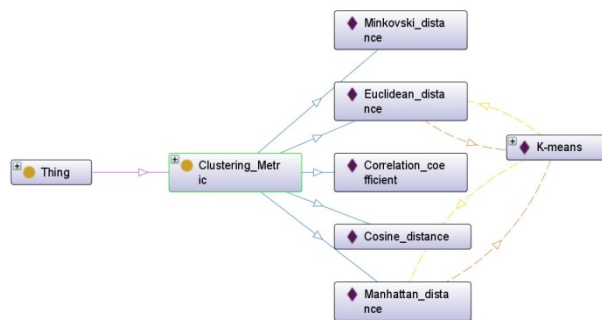 Minkovski_dista
nce
Euclidean_dista
nce
K-means
Thing
Clustering_Metr
ic
Correlation_coe
fficient
Cosine_distance
Manhattan_dista
nce